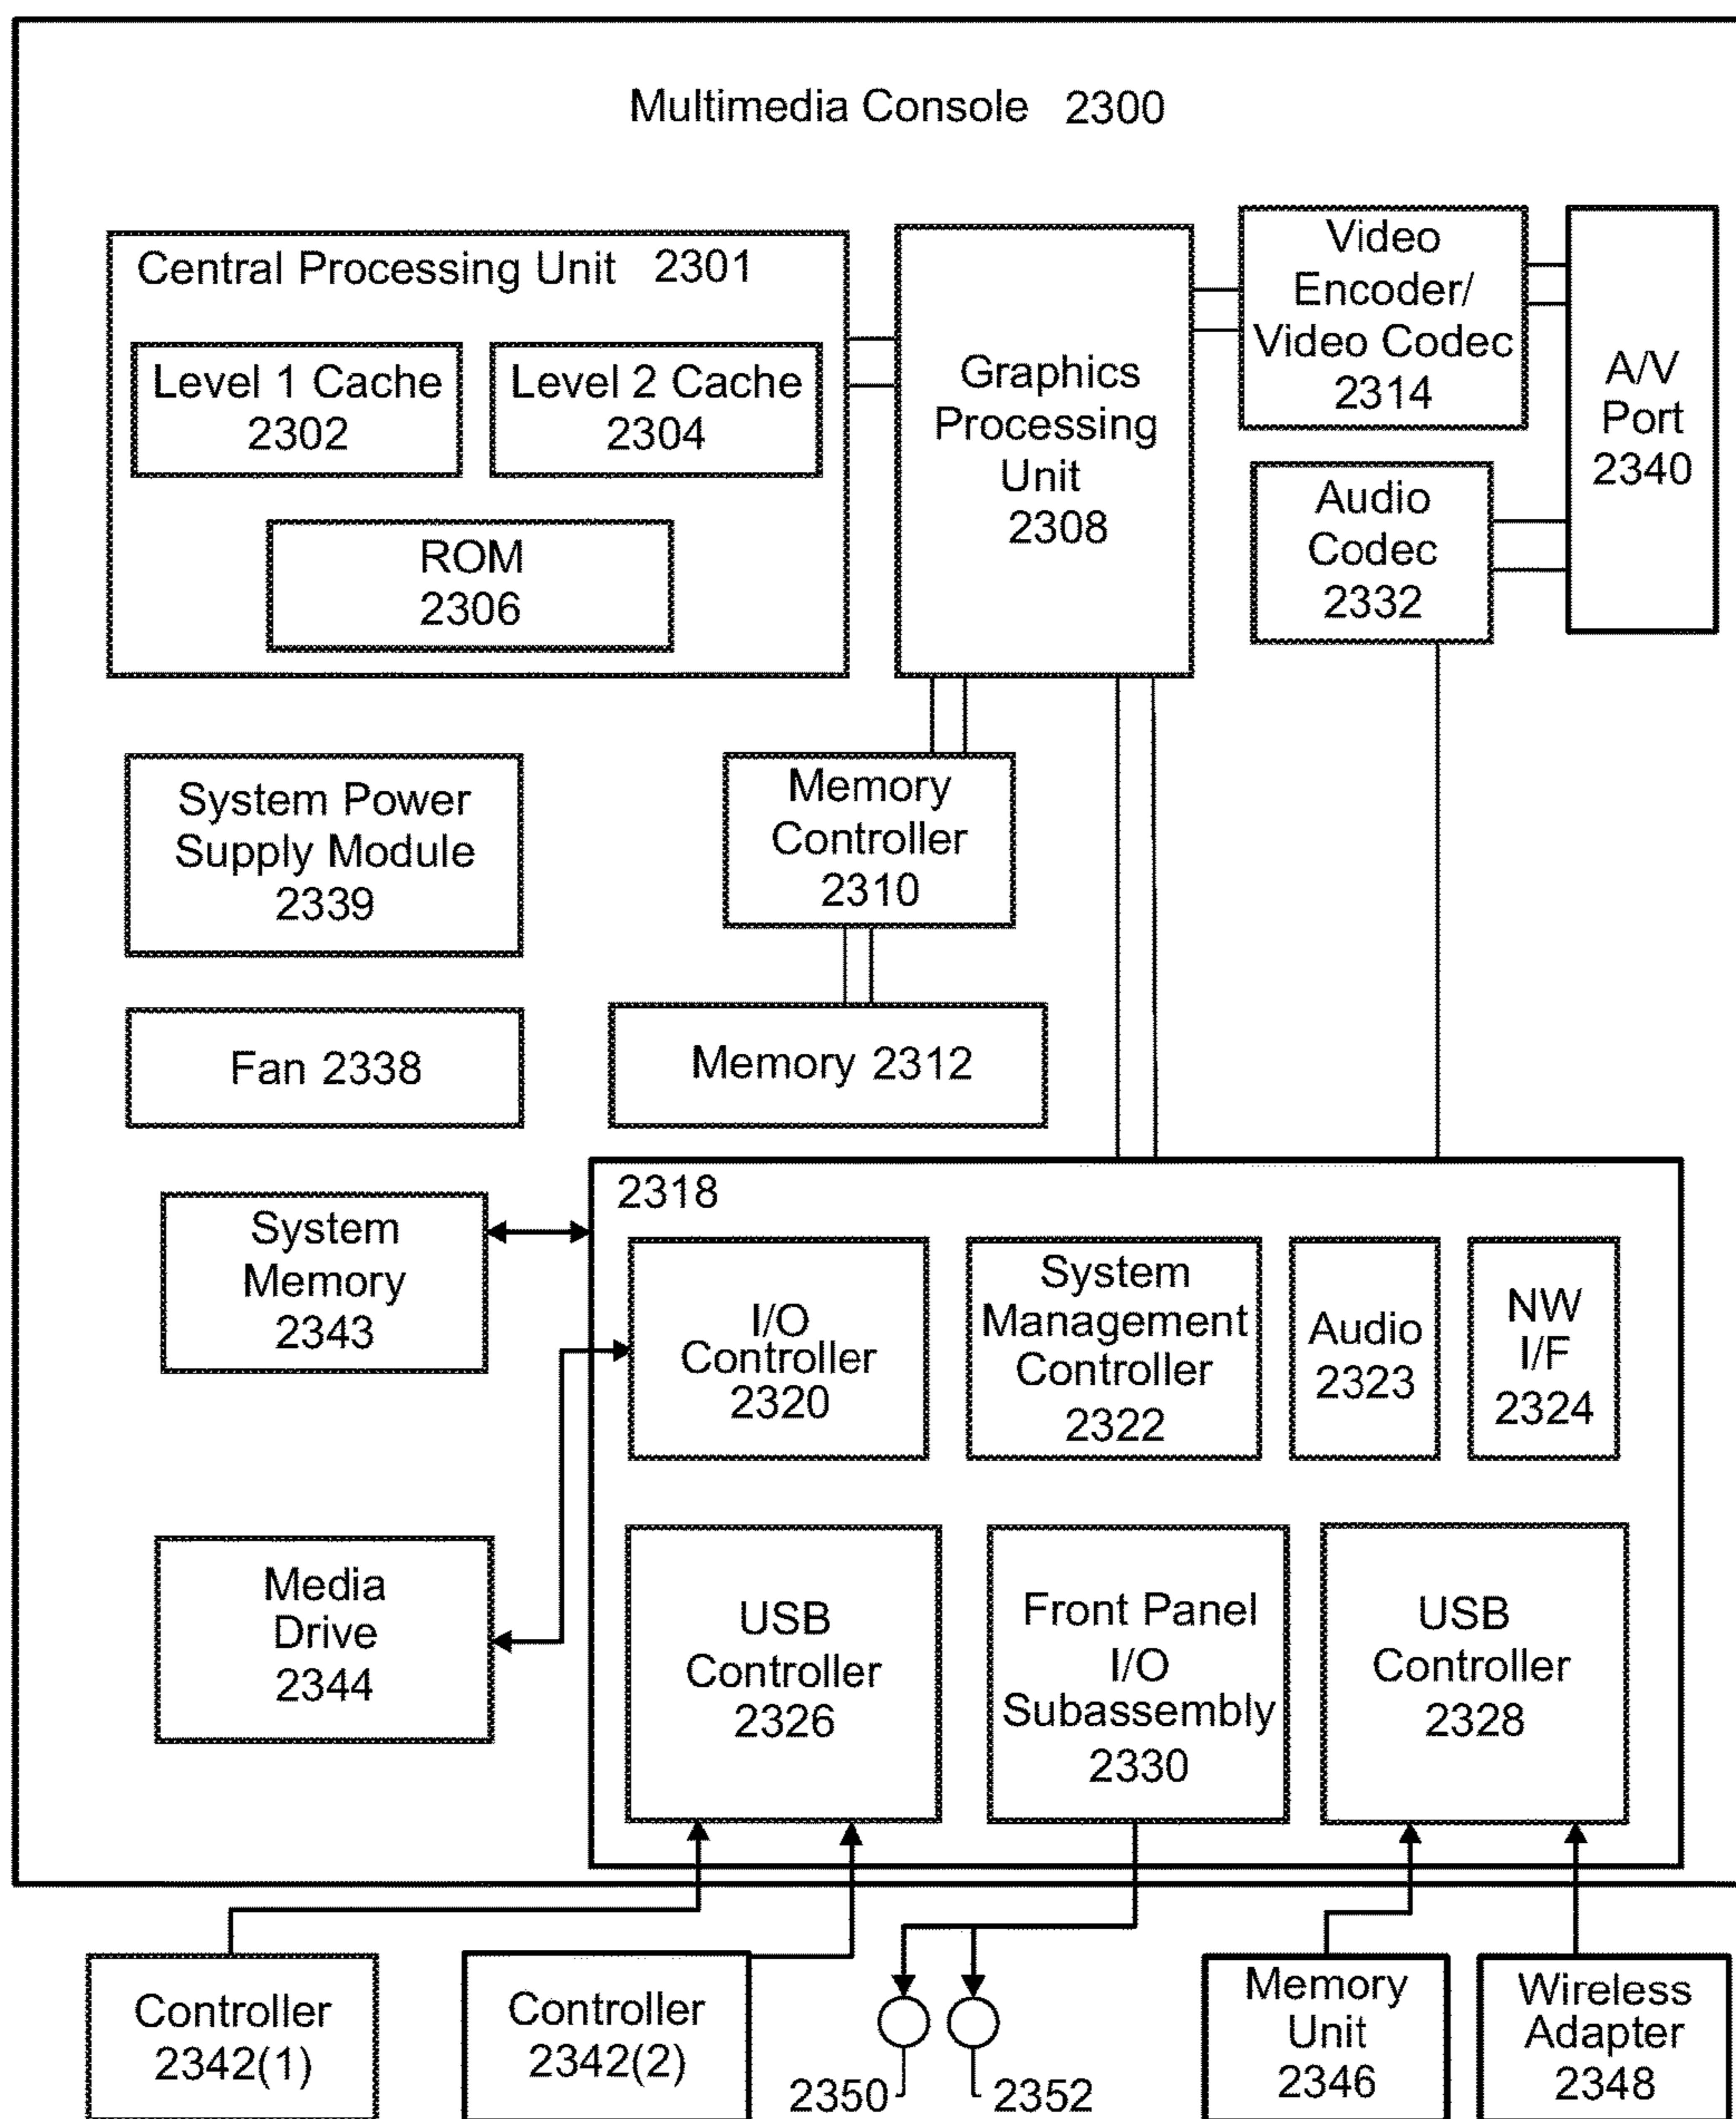 Multimedia Console 2300
Central Processing Unit 2301
Level 1 Cache
2302
Level 2 Cache
2304
ROM
2306
Graphics
Processing
Unit
2308
Video
Encoder/
Video Codec
2314
A/V
Port
2340
Audio
Codec
2332
System Power
Supply Module
2339
Memory
Controller
2310
Fan 2338
Memory 2312
2318
System
Memory
2343
I/O
Controller
2320
System
Management
Controller
2322
Audio
2323
NW
I/F
2324
Media
Drive
2344
USB
Controller
2326
Front Panel
I/O
Subassembly
2330
USB
Controller
2328
Controller
2342(1)
Controller
2342(2)
2350
2352
Memory
Unit
2346
Wireless
Adapter
2348